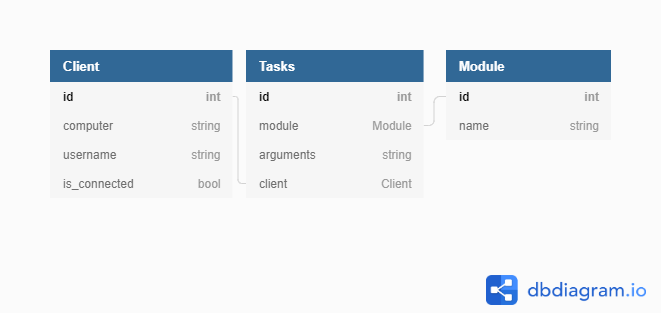 Client
id int
computer string
username string
is_connected bool
Tasks
id int
module Module
arguments string
client Client
Module
id int
name string
dbdiagram.io